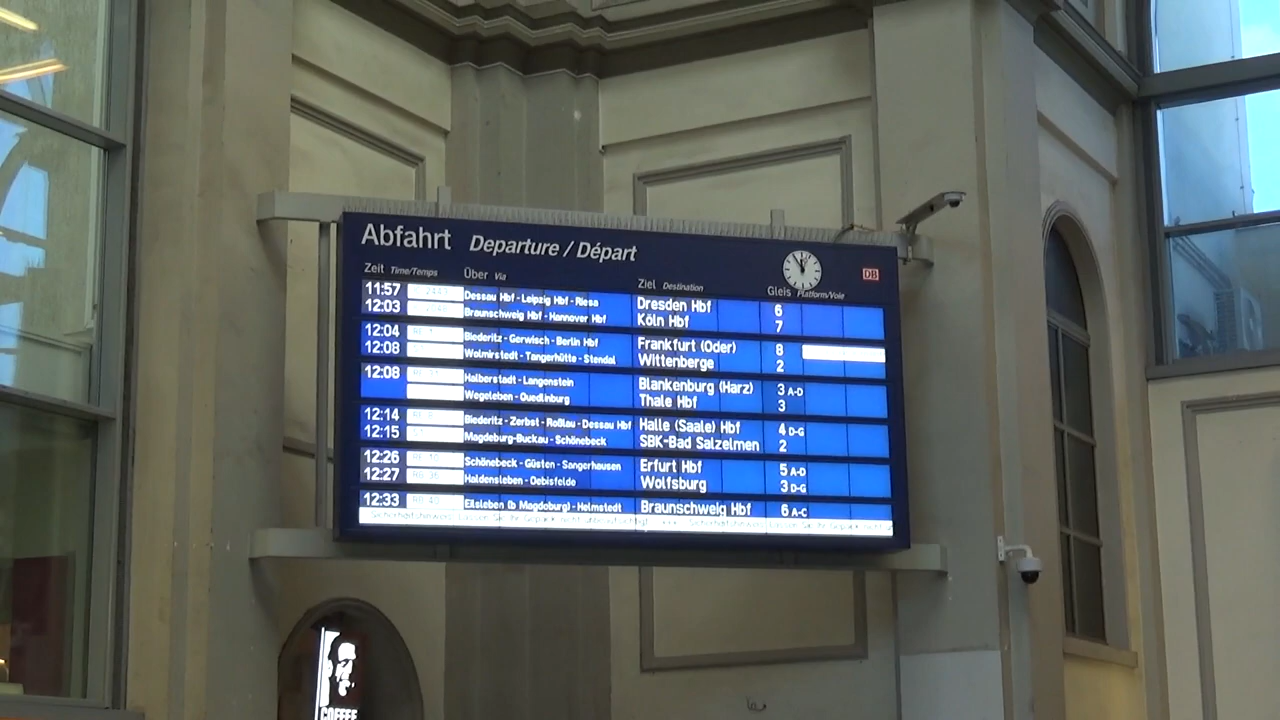 Abfahrt Departure / Départ
Zeit Time/Temps Über Via Ziel Destination Gleis Platform/Voie DB
11:57 Dessau Hbf - Leipzig Hbf - Riesa Dresden Hbf 6
12:03 Braunschweig Hbf - Hannover Hbf Köln Hbf 7
12:04 Biederitz - Gerwisch - Berlin Hbf Frankfurt (Oder) 8
12:08 Wolmirstedt - Tangerhütte - Stendal Wittenberge 2
12:08 Halberstadt - Langenstein Blankenburg (Harz) 3 A-D
Wegeleben - Quedlinburg Thale Hbf 3
12:14 Biederitz - Zerbst - Roßlau - Dessau Hbf Halle (Saale) Hbf 4 D-G
12:15 Magdeburg-Buckau - Schönebeck SBK-Bad Salzelmen 2
12:26 Schönebeck - Güsten - Sangerhausen Erfurt Hbf 5 A-D
12:27 Haldensleben - Oebisfelde Wolfsburg 3 D-G
12:33 Eilsleben (b Magdeburg) - Helmstedt Braunschweig Hbf 6 A-C
COFFEE